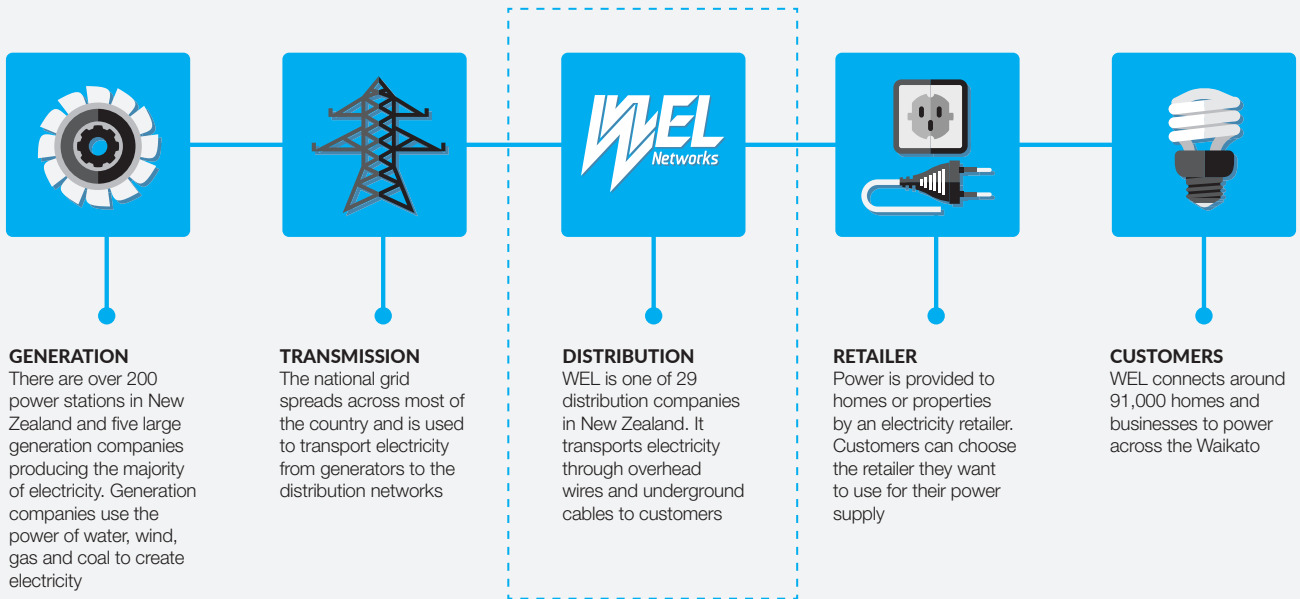 WEL
Networks
GENERATION
There are over 200
power stations in New
Zealand and five large
generation companies
producing the majority
of electricity. Generation
companies use the
power of water, wind,
gas and coal to create
electricity
TRANSMISSION
The national grid
spreads across most of
the country and is used
to transport electricity
from generators to the
distribution networks
DISTRIBUTION
WEL is one of 29
distribution companies
in New Zealand. It
transports electricity
through overhead
wires and underground
cables to customers
RETAILER
Power is provided to
homes or properties
by an electricity retailer.
Customers can choose
the retailer they want
to use for their power
supply
CUSTOMERS
WEL connects around
91,000 homes and
businesses to power
across the Waikato